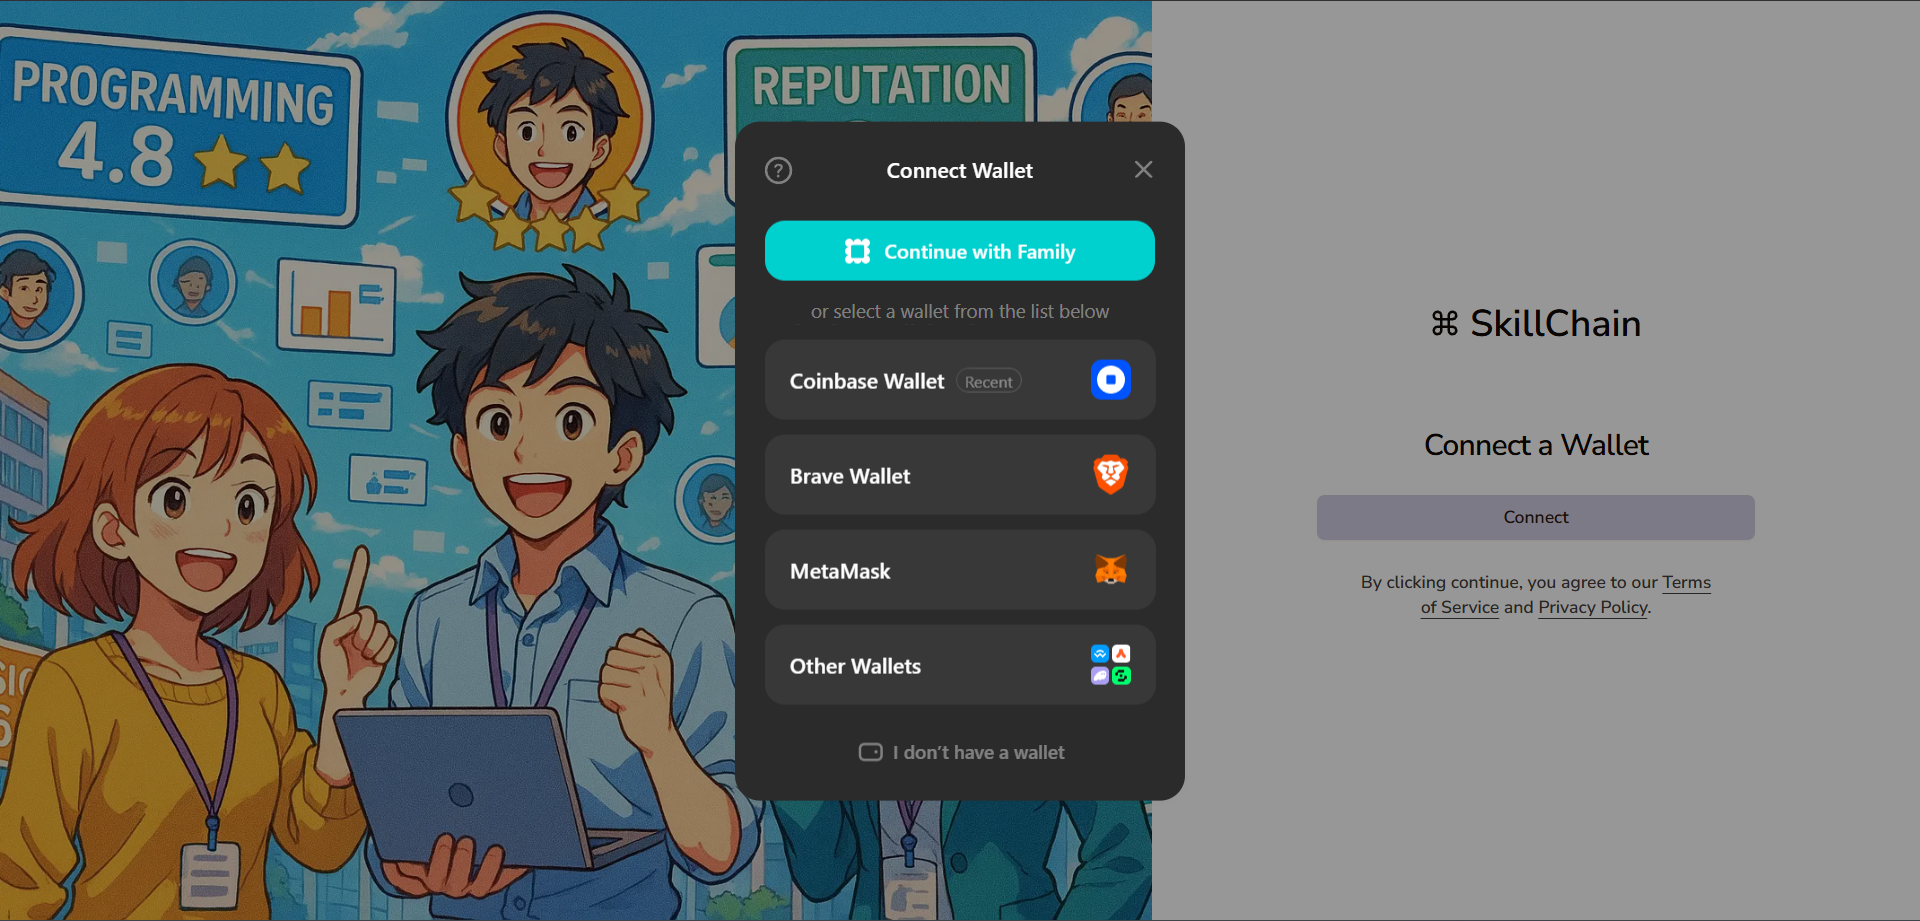 PROGRAMMING
4.8
REPUTATION
Connect Wallet
Continue with Family
or select a wallet from the list below
Coinbase Wallet Recent
Brave Wallet
MetaMask
Other Wallets
I don't have a wallet
SkillChain
Connect a Wallet
Connect
By clicking continue, you agree to our Terms
of Service and Privacy Policy.